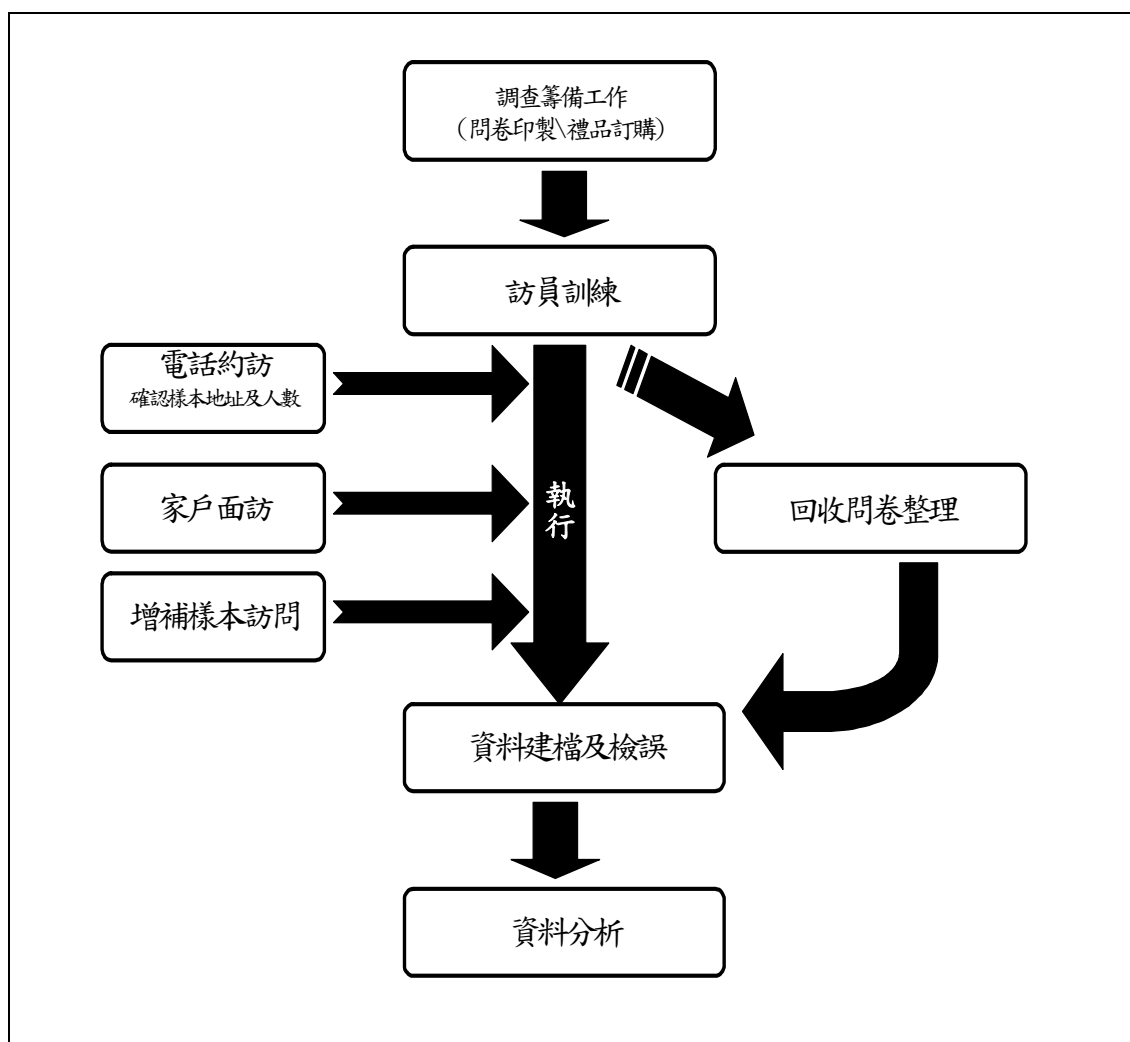 調查籌備工作
（問卷印製\禮品訂購）
訪員訓練
電話約訪
確認樣本地址及人數
家戶面訪
增補樣本訪問
執
行
回收問卷整理
資料建檔及檢誤
資料分析